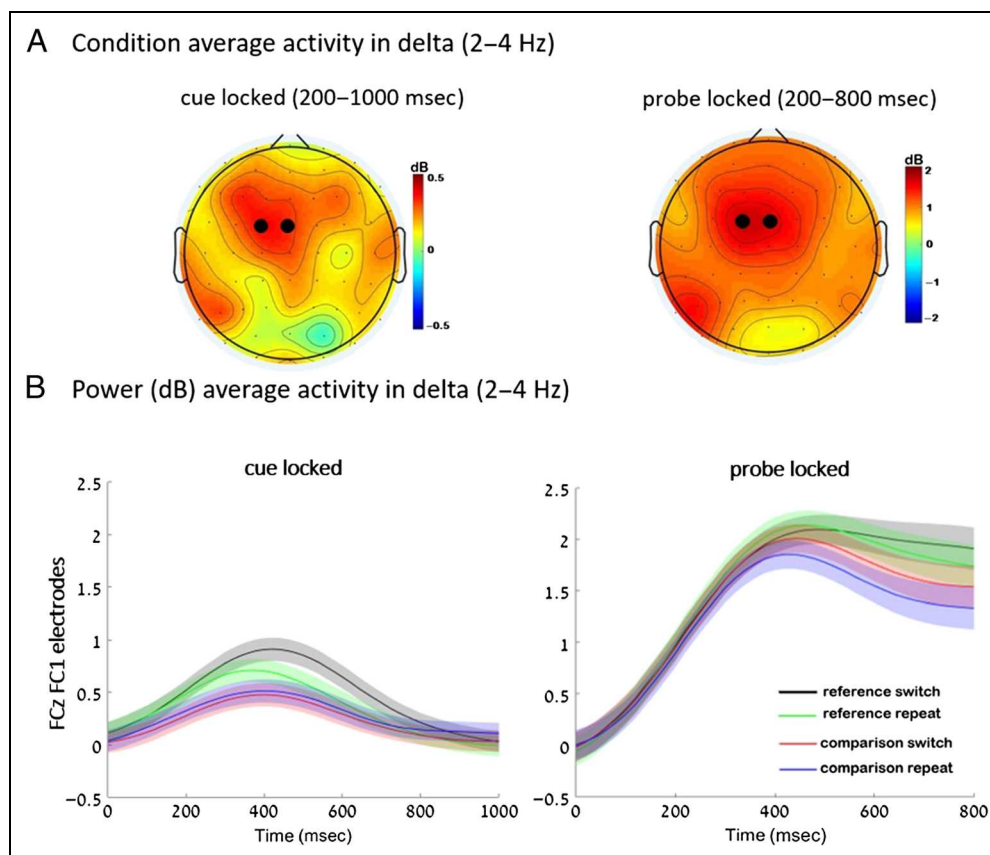 A Condition average activity in delta (2–4 Hz)
cue locked (200–1000 msec)
probe locked (200–800 msec)
dB
0.5
0
−0.5
dB
2
1
0
−1
−2
B Power (dB) average activity in delta (2–4 Hz)
cue locked
probe locked
FCz FC1 electrodes
2.5
2
1.5
1
0.5
0
−0.5
0 200 400 600 800 1000
Time (msec)
2.5
2
1.5
1
0.5
0
−0.5
0 200 400 600 800
Time (msec)
reference switch
reference repeat
comparison switch
comparison repeat